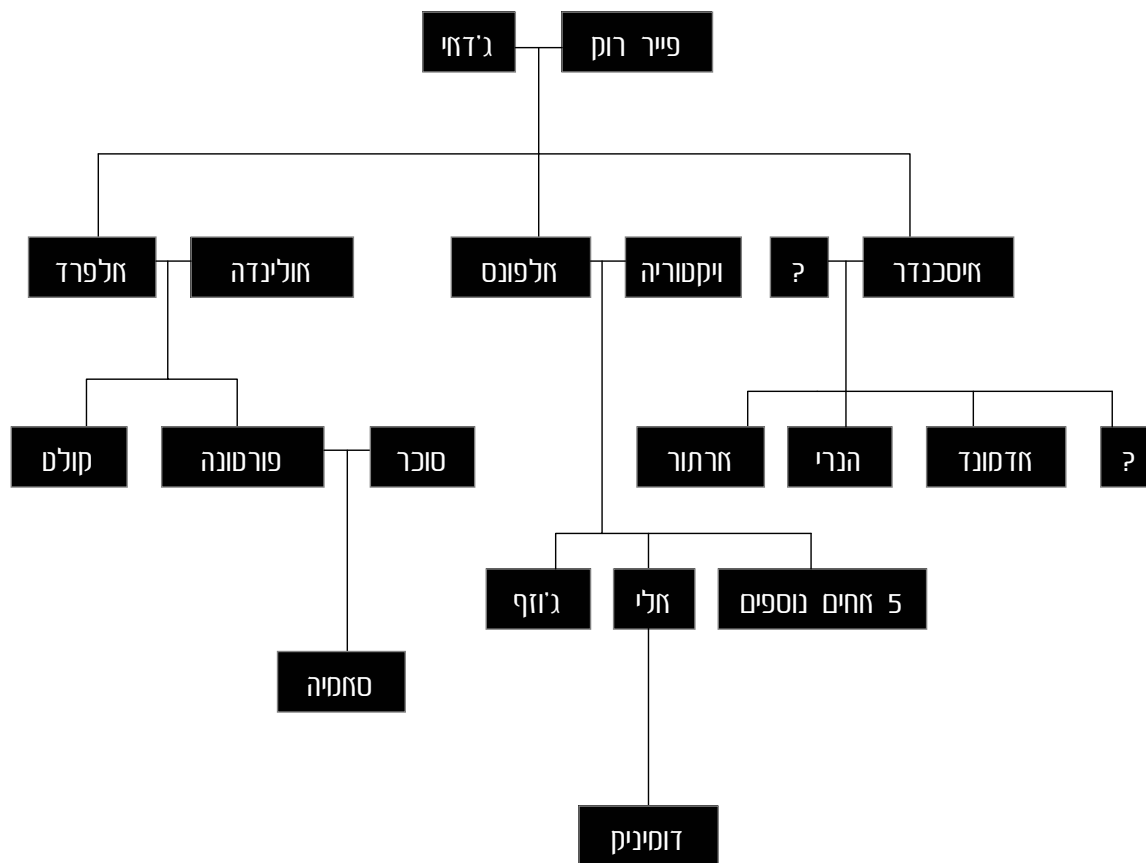 פייר רוק
ג'דאי
איסכנדר
?
ויקטוריה
אלפונס
אולינדה
אלפרד
?
אדמונד
הנרי
ארתור
סוכר
פורטונה
קולט
5 אחים נוספים
אלי
ג'וזף
סאמיה
דומיניק